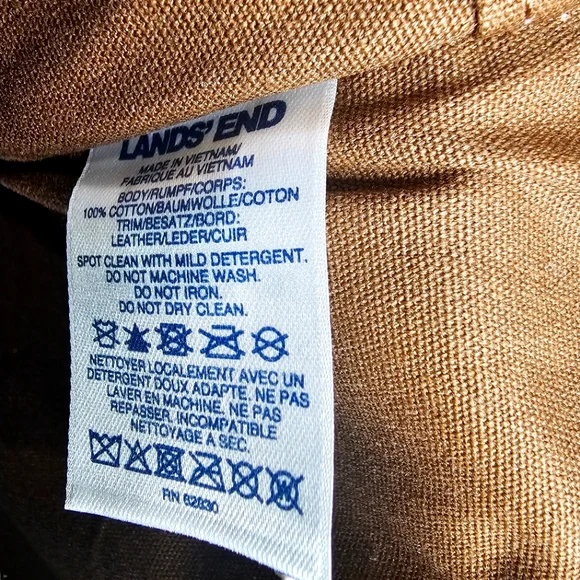 LANDS' END
MADE IN VIETNAM/
FABRIQUE AU VIETNAM
BODY/RUMPF/CORPS:
100% COTTON/BAUMWOLLE/COTON
TRIM/BESATZ/BORD:
LEATHER/LEDER/CUIR
SPOT CLEAN WITH MILD DETERGENT.
DO NOT MACHINE WASH.
DO NOT IRON.
DO NOT DRY CLEAN.
NETTOYER LOCALEMENT AVEC UN
DETERGENT DOUX ADAPTE. NE PAS
LAVER EN MACHINE. NE PAS
REPASSER. INCOMPATIBLE
NETTOYAGE A SEC.
RN 62830